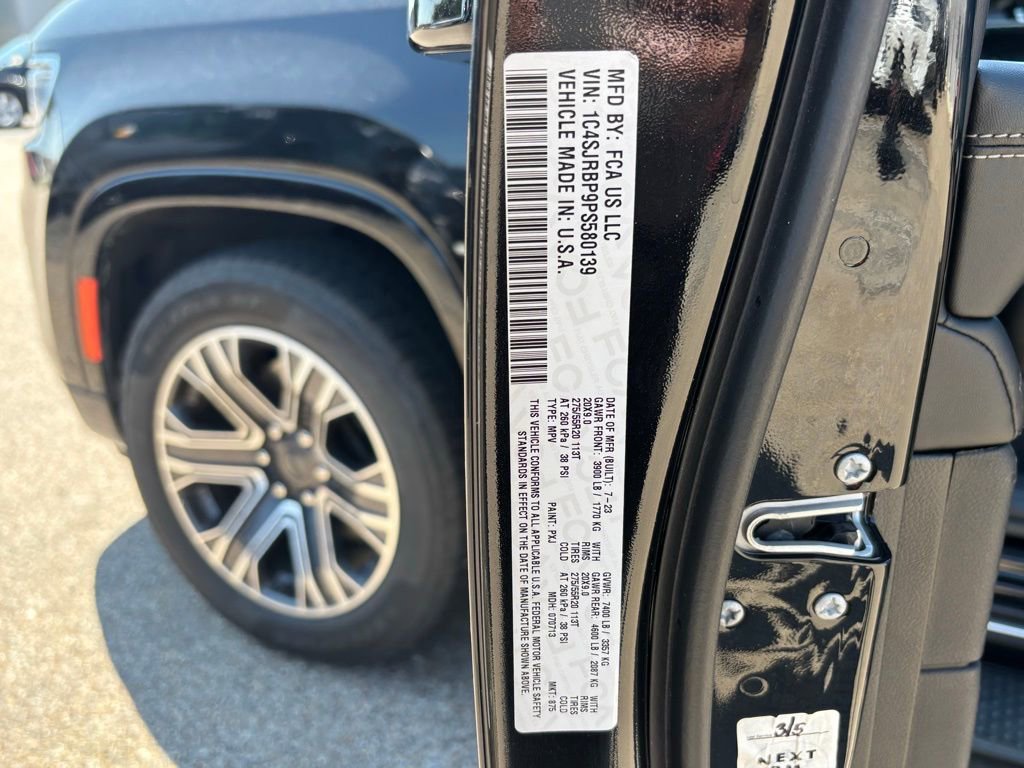 MFD BY: FCA US LLC
VIN: 1C4SJRBP9PS580139
VEHICLE MADE IN: U.S.A.
DATE OF MFR (BUILT): 7-23 GVWR: 7400 LB / 3357 KG
GAWR FRONT: 3900 LB / 1770 KG WITH GAWR REAR: 4600 LB / 2087 KG WITH
20X9.0 RIMS 20X9.0 RIMS
275/55R20 113T TIRES 275/55R20 113T TIRES
AT 260 kPa / 38 PSI COLD AT 260 kPa / 38 PSI COLD
TYPE: MPV PAINT: PXJ MDH: 070713 MKT: 875
THIS VEHICLE CONFORMS TO ALL APPLICABLE U.S.A. FEDERAL MOTOR VEHICLE SAFETY
STANDARDS IN EFFECT ON THE DATE OF MANUFACTURE SHOWN ABOVE.
3/5
NEXT